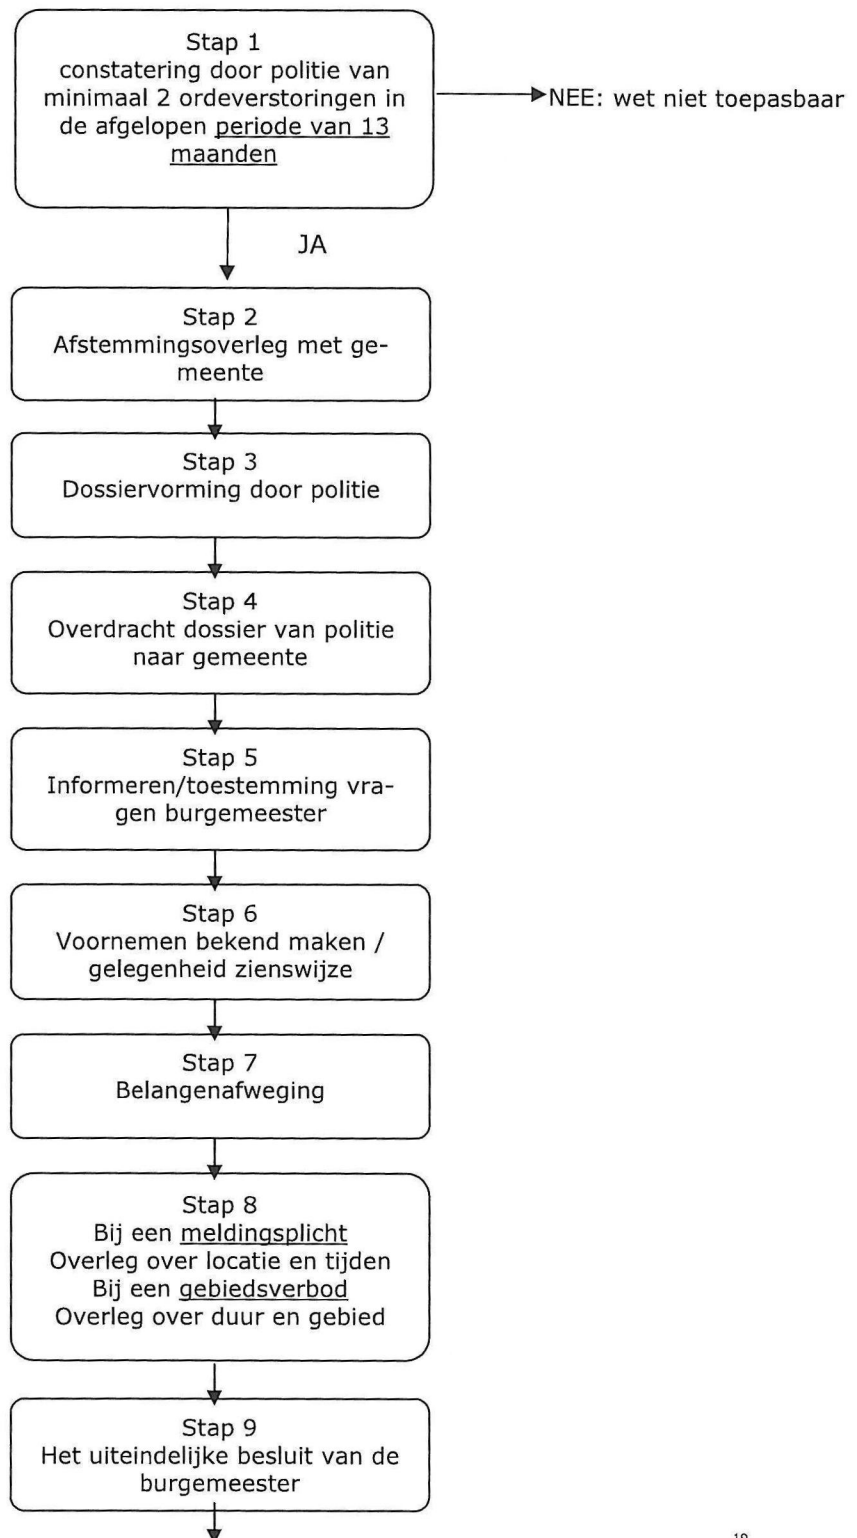 Stap 1
constatering door politie van
minimaal 2 ordeverstoringen in
de afgelopen periode van 13
maanden
NEE: wet niet toepasbaar
JA
Stap 2
Afstemmingsoverleg met ge-
meente
Stap 3
Dossiervorming door politie
Stap 4
Overdracht dossier van politie
naar gemeente
Stap 5
Informeren/toestemming vra-
gen burgemeester
Stap 6
Voornemen bekend maken /
gelegenheid zienswijze
Stap 7
Belangenafweging
Stap 8
Bij een meldingsplicht
Overleg over locatie en tijden
Bij een gebiedsverbod
Overleg over duur en gebied
Stap 9
Het uiteindelijke besluit van de
burgemeester